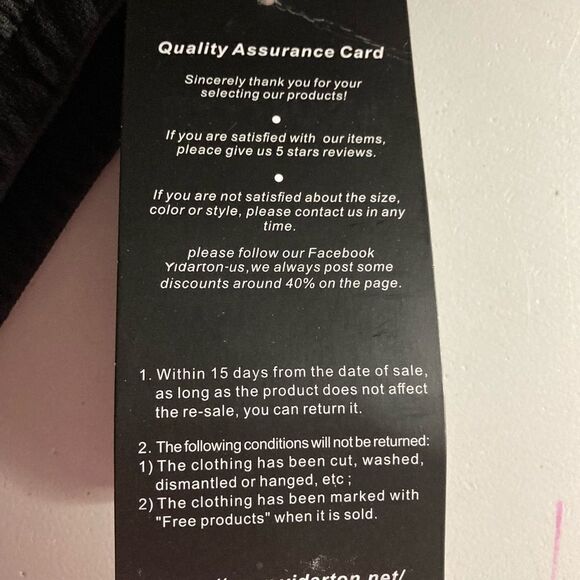 Quality Assurance Card
Sincerely thank you for your
selecting our products!
If you are satisfied with our items,
pleace give us 5 stars reviews.
If you are not satisfied about the size,
color or style, please contact us in any
time.
please follow our Facebook
Yidarton-us,we always post some
discounts around 40% on the page.
1. Within 15 days from the date of sale,
as long as the product does not affect
the re-sale, you can return it.
2. The following conditions will not be returned:
1) The clothing has been cut, washed,
dismantled or hanged, etc ;
2) The clothing has been marked with
"Free products" when it is sold.
yidarton.net/